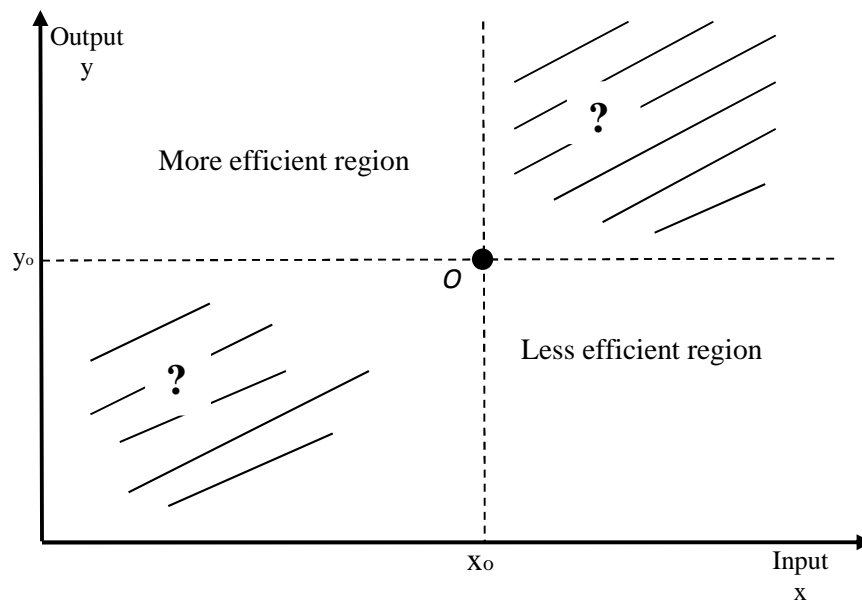 Output
y
?
More efficient region
yo
O
Less efficient region
?
xo
Input
x